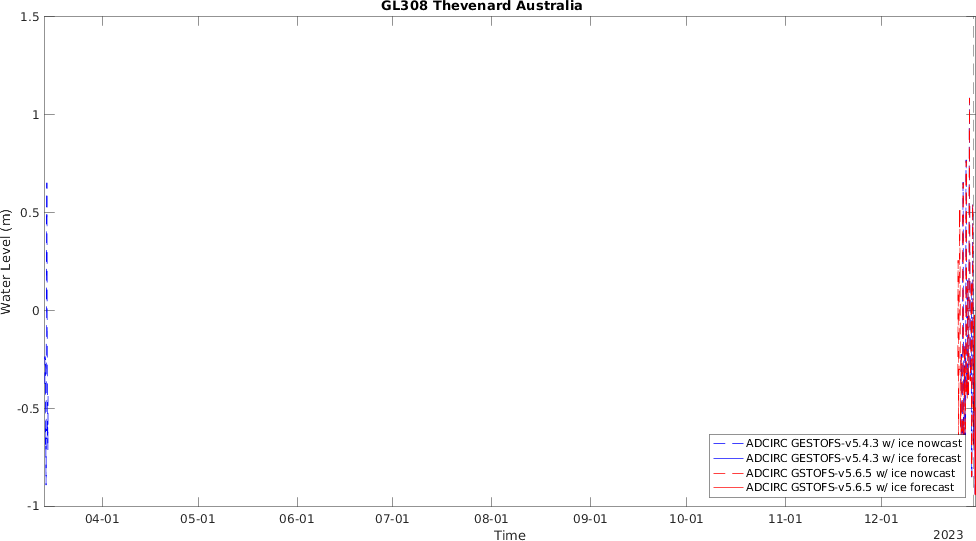 GL308 Thevenard Australia
1.5
1
0.5
0
-0.5
-1
Water Level (m)
ADCIRC GESTOFS-v5.4.3 w/ ice nowcast
ADCIRC GESTOFS-v5.4.3 w/ ice forecast
ADCIRC GSTOFS-v5.6.5 w/ ice nowcast
ADCIRC GSTOFS-v5.6.5 w/ ice forecast
04-01 05-01 06-01 07-01 08-01 09-01 10-01 11-01 12-01
Time
2023